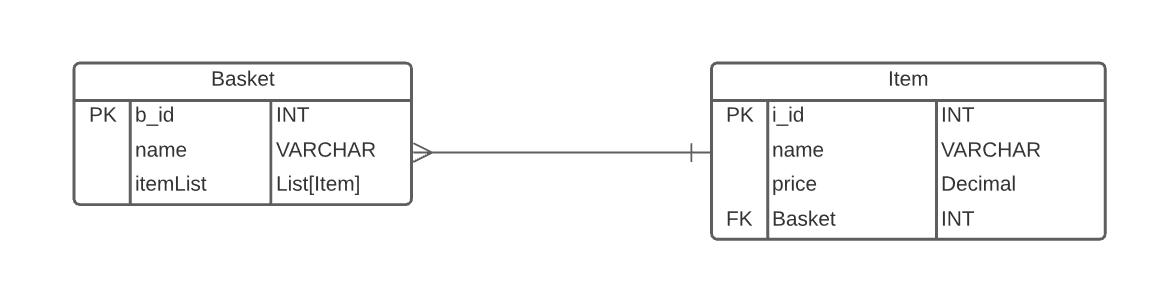 Basket
PK b_id INT
name VARCHAR
itemList List[Item]
Item
PK i_id INT
name VARCHAR
price Decimal
FK Basket INT